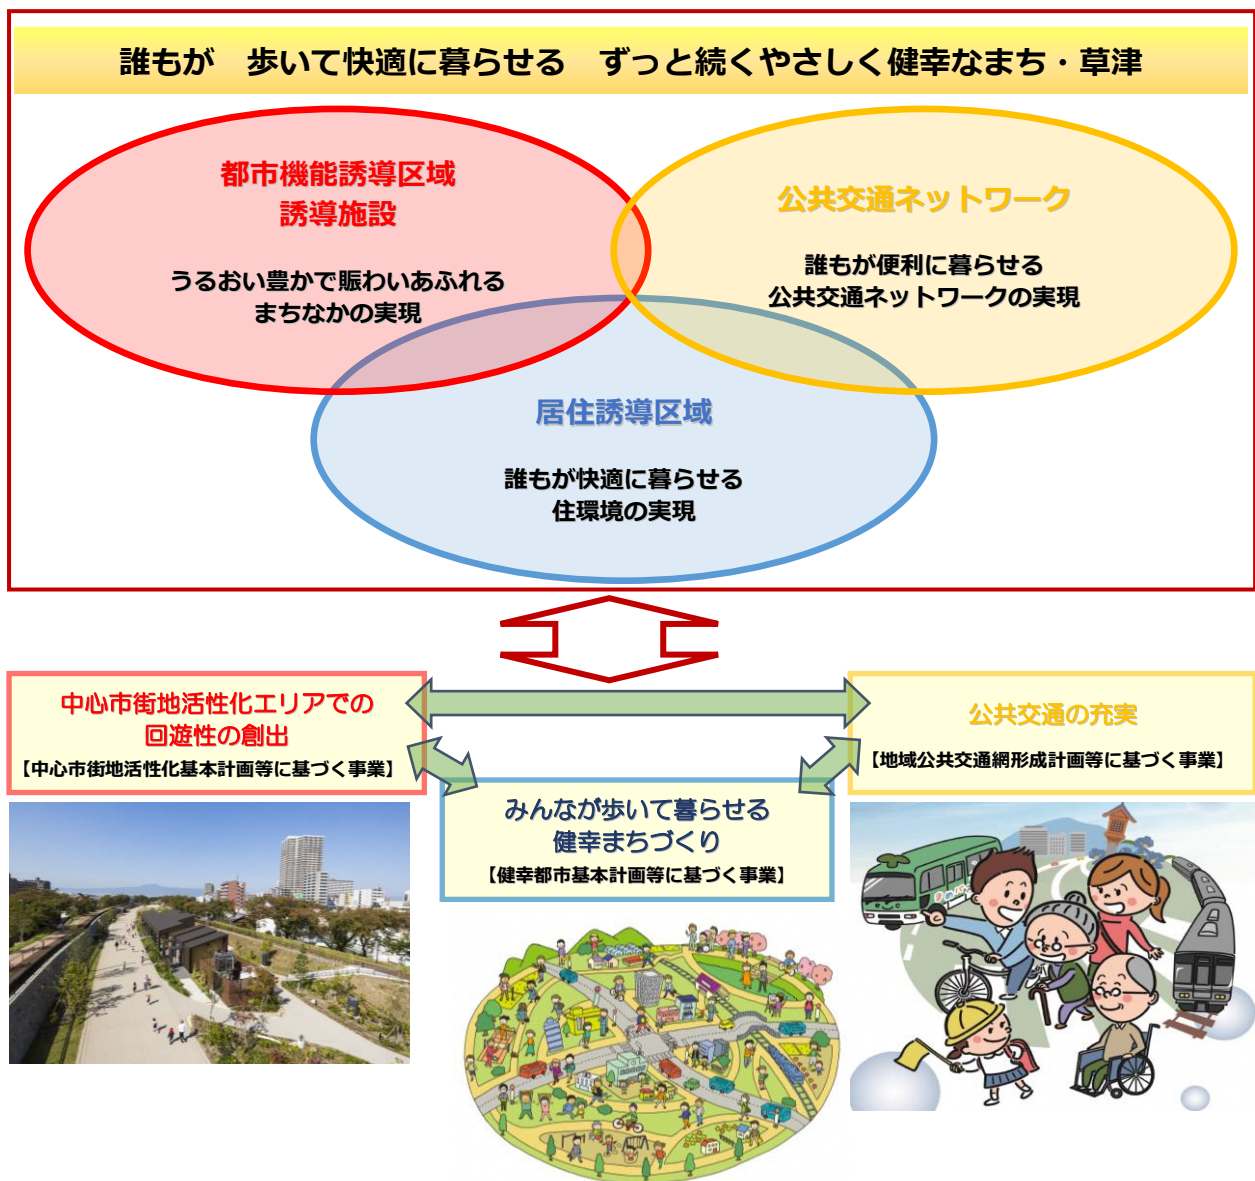 誰もが　歩いて快適に暮らせる　ずっと続くやさしく健幸なまち・草津
都市機能誘導区域
誘導施設
うるおい豊かで賑わいあふれる
まちなかの実現
公共交通ネットワーク
誰もが便利に暮らせる
公共交通ネットワークの実現
居住誘導区域
誰もが快適に暮らせる
住環境の実現
中心市街地活性化エリアでの
回遊性の創出
【中心市街地活性化基本計画等に基づく事業】
公共交通の充実
【地域公共交通網形成計画等に基づく事業】
みんなが歩いて暮らせる
健幸まちづくり
【健幸都市基本計画等に基づく事業】